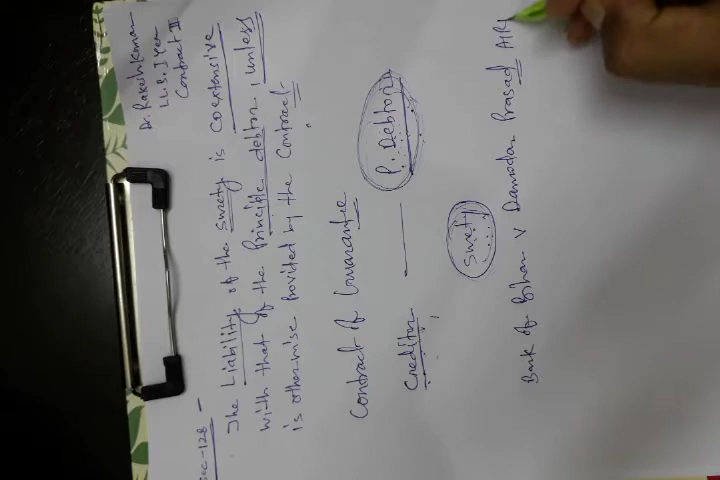 Dr. Rakesh Kumar
LL.B. I Year
Contract II
Sec-128 -
The Liability of the surety is coextensive
with that of the Principle debtor, unless
is otherwise provided by the Contract
Contract of Guarantee
Creditor — P. Debtor
Surety
Bank of Bihar V Damodar Prasad AIR